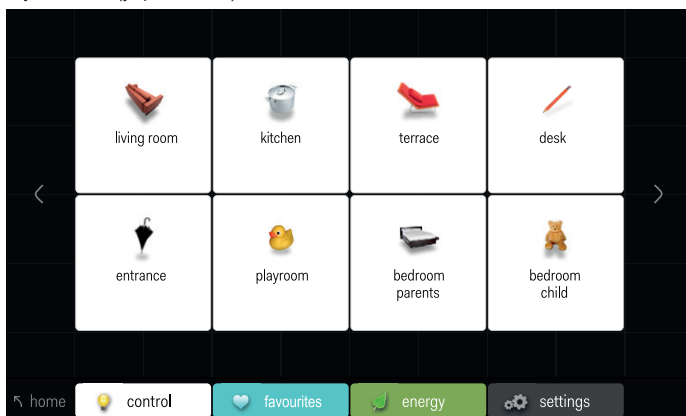 living room
kitchen
terrace
desk
entrance
playroom
bedroom
parents
bedroom
child
home
control
favourites
energy
settings